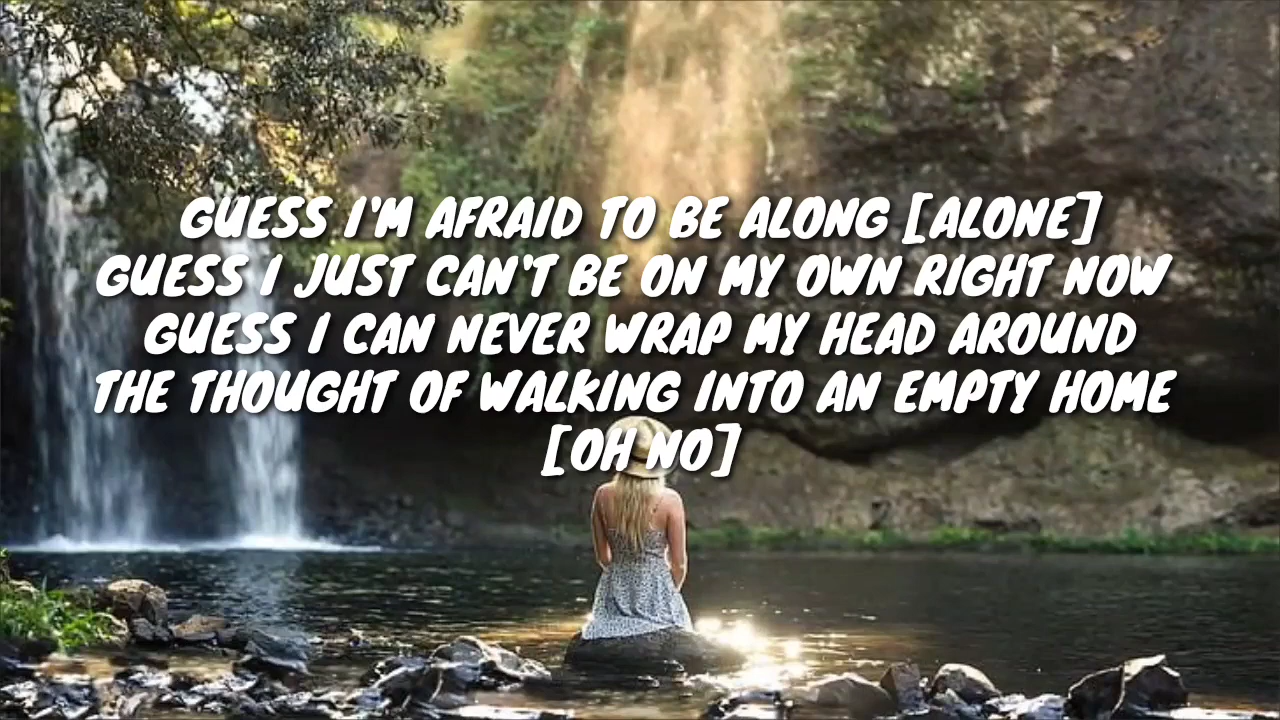 GUESS I'M AFRAID TO BE ALONG [ALONE]
GUESS I JUST CAN'T BE ON MY OWN RIGHT NOW
GUESS I CAN NEVER WRAP MY HEAD AROUND
THE THOUGHT OF WALKING INTO AN EMPTY HOME
[OH NO]